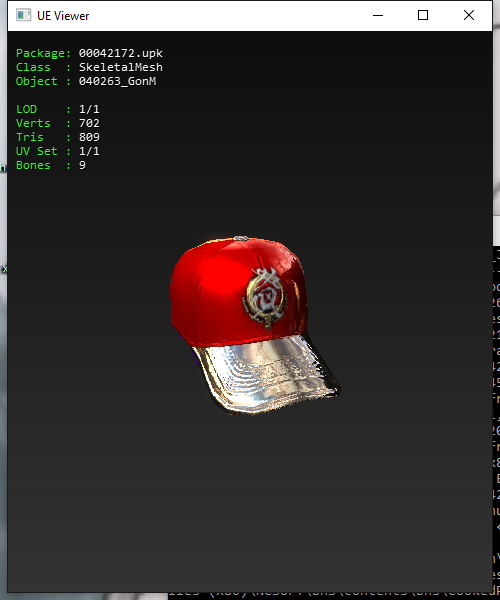 UE Viewer
Package: 00042172.upk
Class : SkeletalMesh
Object : 040263_GonM
LOD : 1/1
Verts : 702
Tris : 809
UV Set : 1/1
Bones : 9